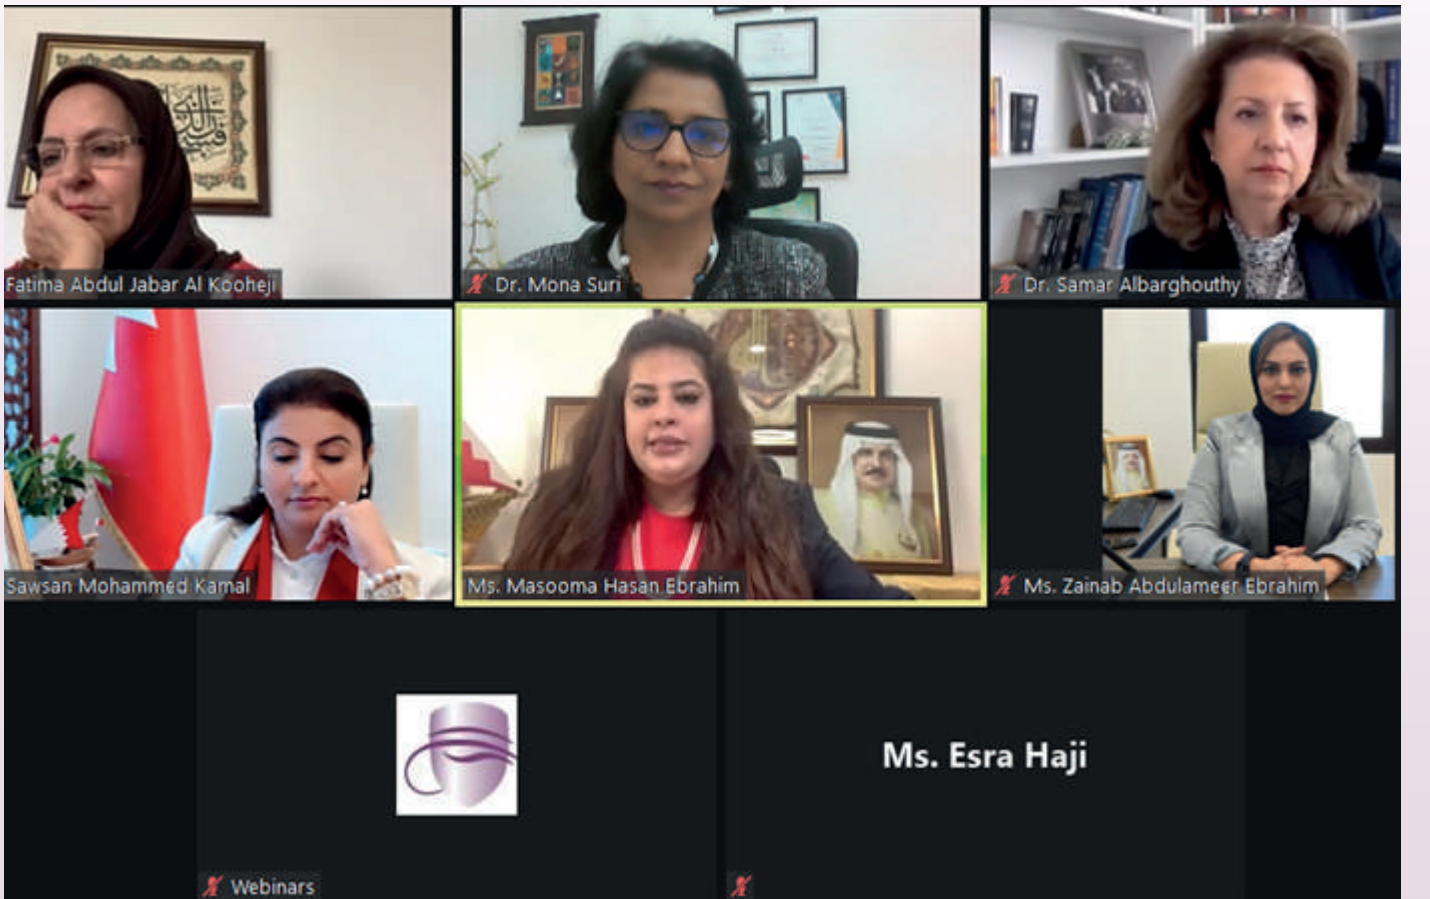 Fatima Abdul Jabar Al Kooheji
Dr. Mona Suri
Dr. Samar Albarghouthy
Sawsan Mohammed Kamal
Ms. Masooma Hasan Ebrahim
Ms. Zainab Abdulameer Ebrahim
Ms. Esra Haji
Webinars